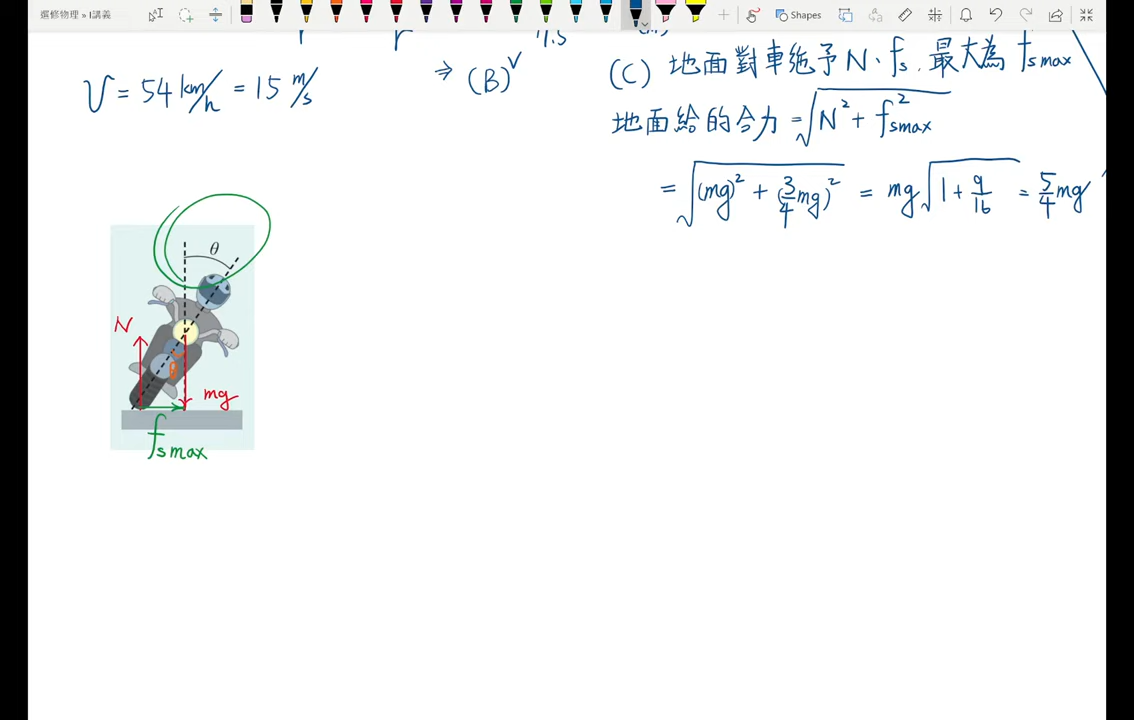 選修物理 > I講義
Shapes
V = 54 km/h = 15 m/s
⇒ (B)✓
11.5
(C) 地面對車施予 N、fs,最大為 fsmax
地面給的合力 = √(N² + fsmax²)
= √((mg)² + (3/4 mg)²) = mg√(1 + 9/16) = 5/4 mg
θ
N
θ
mg
fsmax